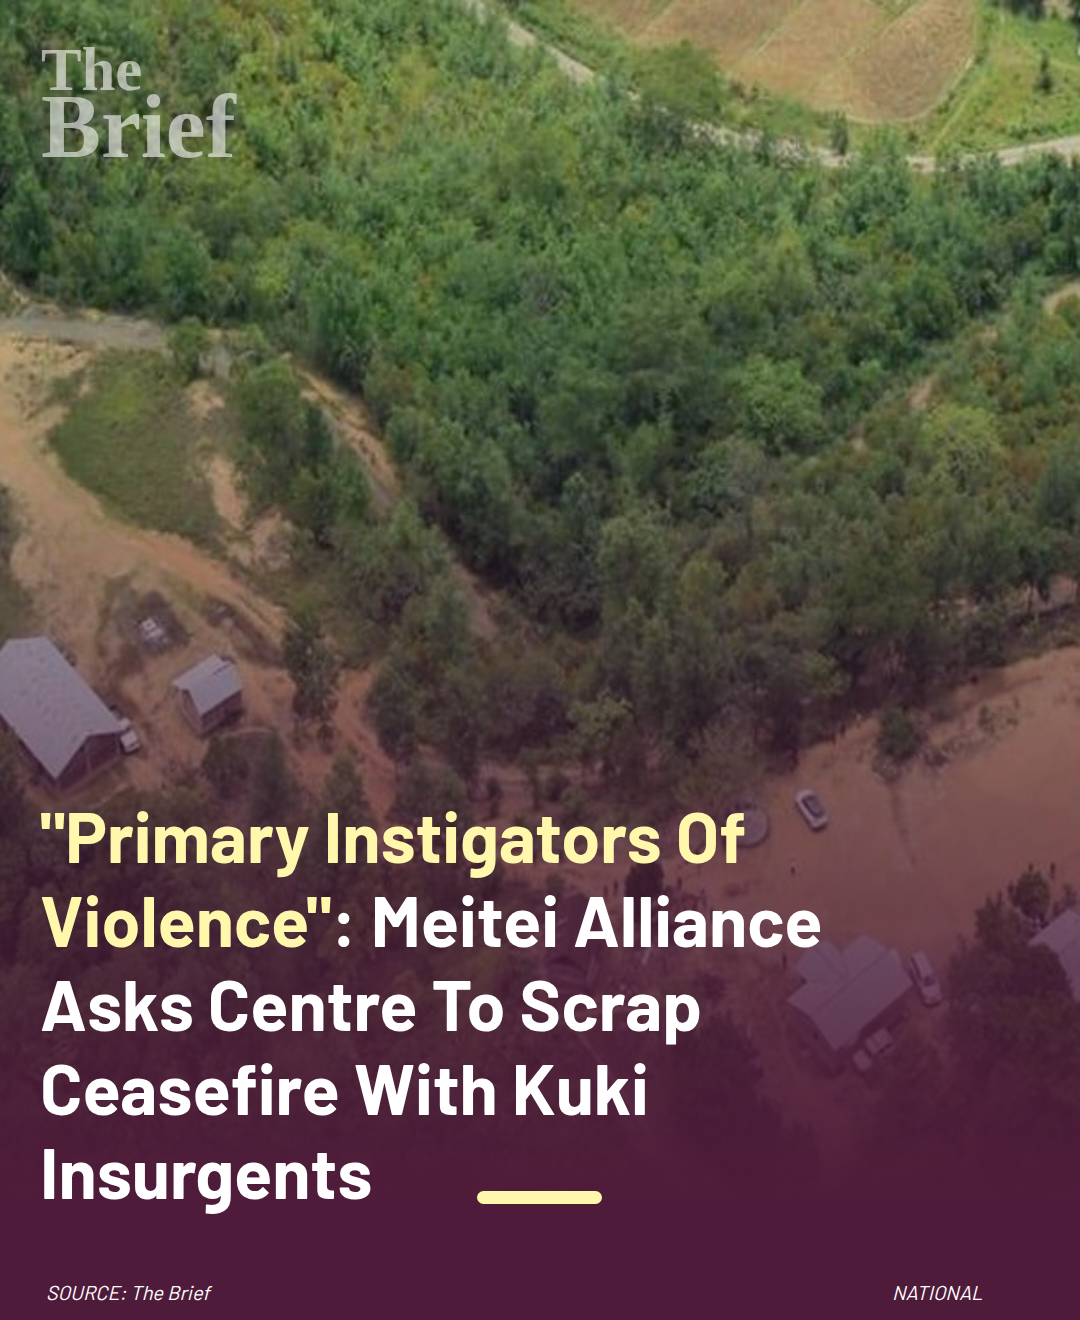 The
Brief
"Primary Instigators Of
Violence": Meitei Alliance
Asks Centre To Scrap
Ceasefire With Kuki
Insurgents
SOURCE: The Brief
NATIONAL